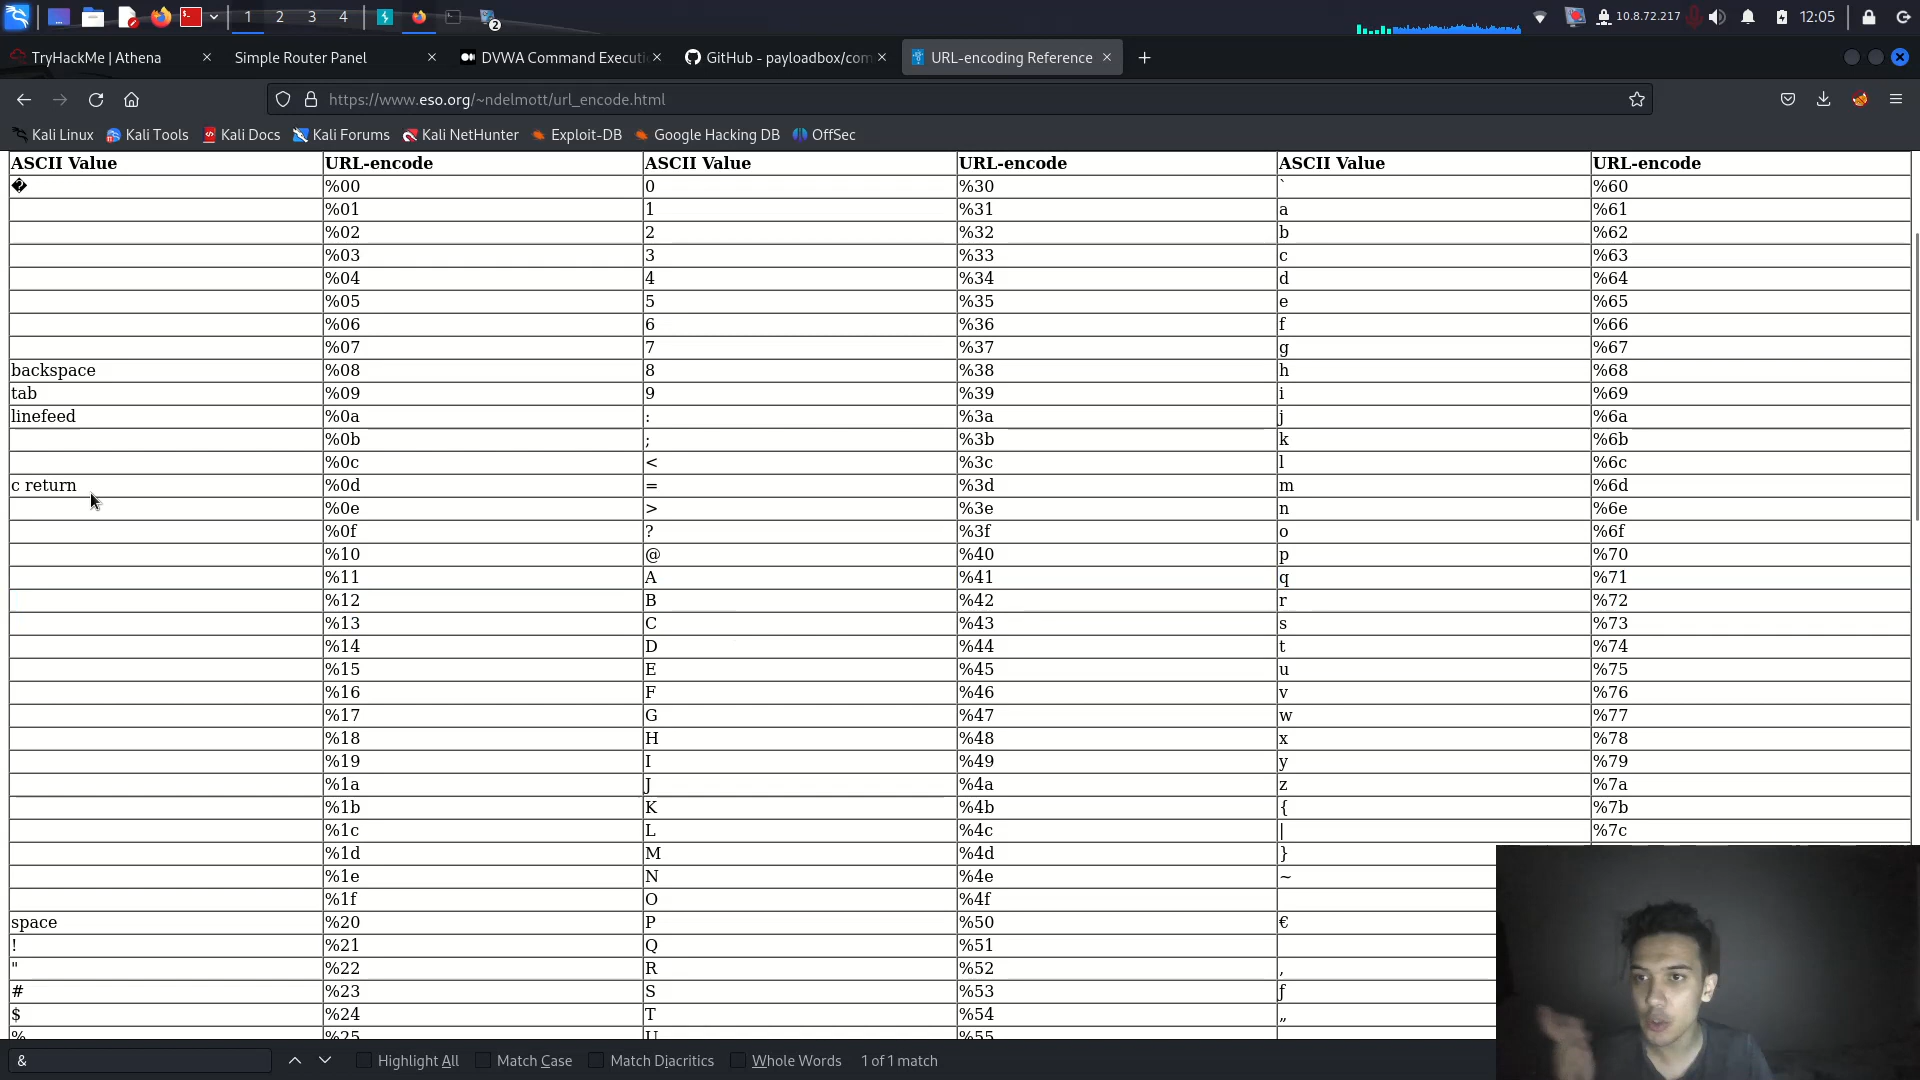 1 2 3 4 2 10.8.72.217 12:05
TryHackMe | Athena Simple Router Panel DVWA Command Executi GitHub - payloadbox/com URL-encoding Reference
https://www.eso.org/~ndelmott/url_encode.html
Kali Linux Kali Tools Kali Docs Kali Forums Kali NetHunter Exploit-DB Google Hacking DB OffSec
ASCII Value URL-encode ASCII Value URL-encode ASCII Value URL-encode
� %00 0 %30 ` %60
%01 1 %31 a %61
%02 2 %32 b %62
%03 3 %33 c %63
%04 4 %34 d %64
%05 5 %35 e %65
%06 6 %36 f %66
%07 7 %37 g %67
backspace %08 8 %38 h %68
tab %09 9 %39 i %69
linefeed %0a : %3a j %6a
%0b ; %3b k %6b
%0c < %3c l %6c
c return %0d = %3d m %6d
%0e > %3e n %6e
%0f ? %3f o %6f
%10 @ %40 p %70
%11 A %41 q %71
%12 B %42 r %72
%13 C %43 s %73
%14 D %44 t %74
%15 E %45 u %75
%16 F %46 v %76
%17 G %47 w %77
%18 H %48 x %78
%19 I %49 y %79
%1a J %4a z %7a
%1b K %4b { %7b
%1c L %4c | %7c
%1d M %4d }
%1e N %4e ~
%1f O %4f
space %20 P %50 €
! %21 Q %51
" %22 R %52 ‚
# %23 S %53 ƒ
$ %24 T %54 „
% %25 U %55
& Highlight All Match Case Match Diacritics Whole Words 1 of 1 match